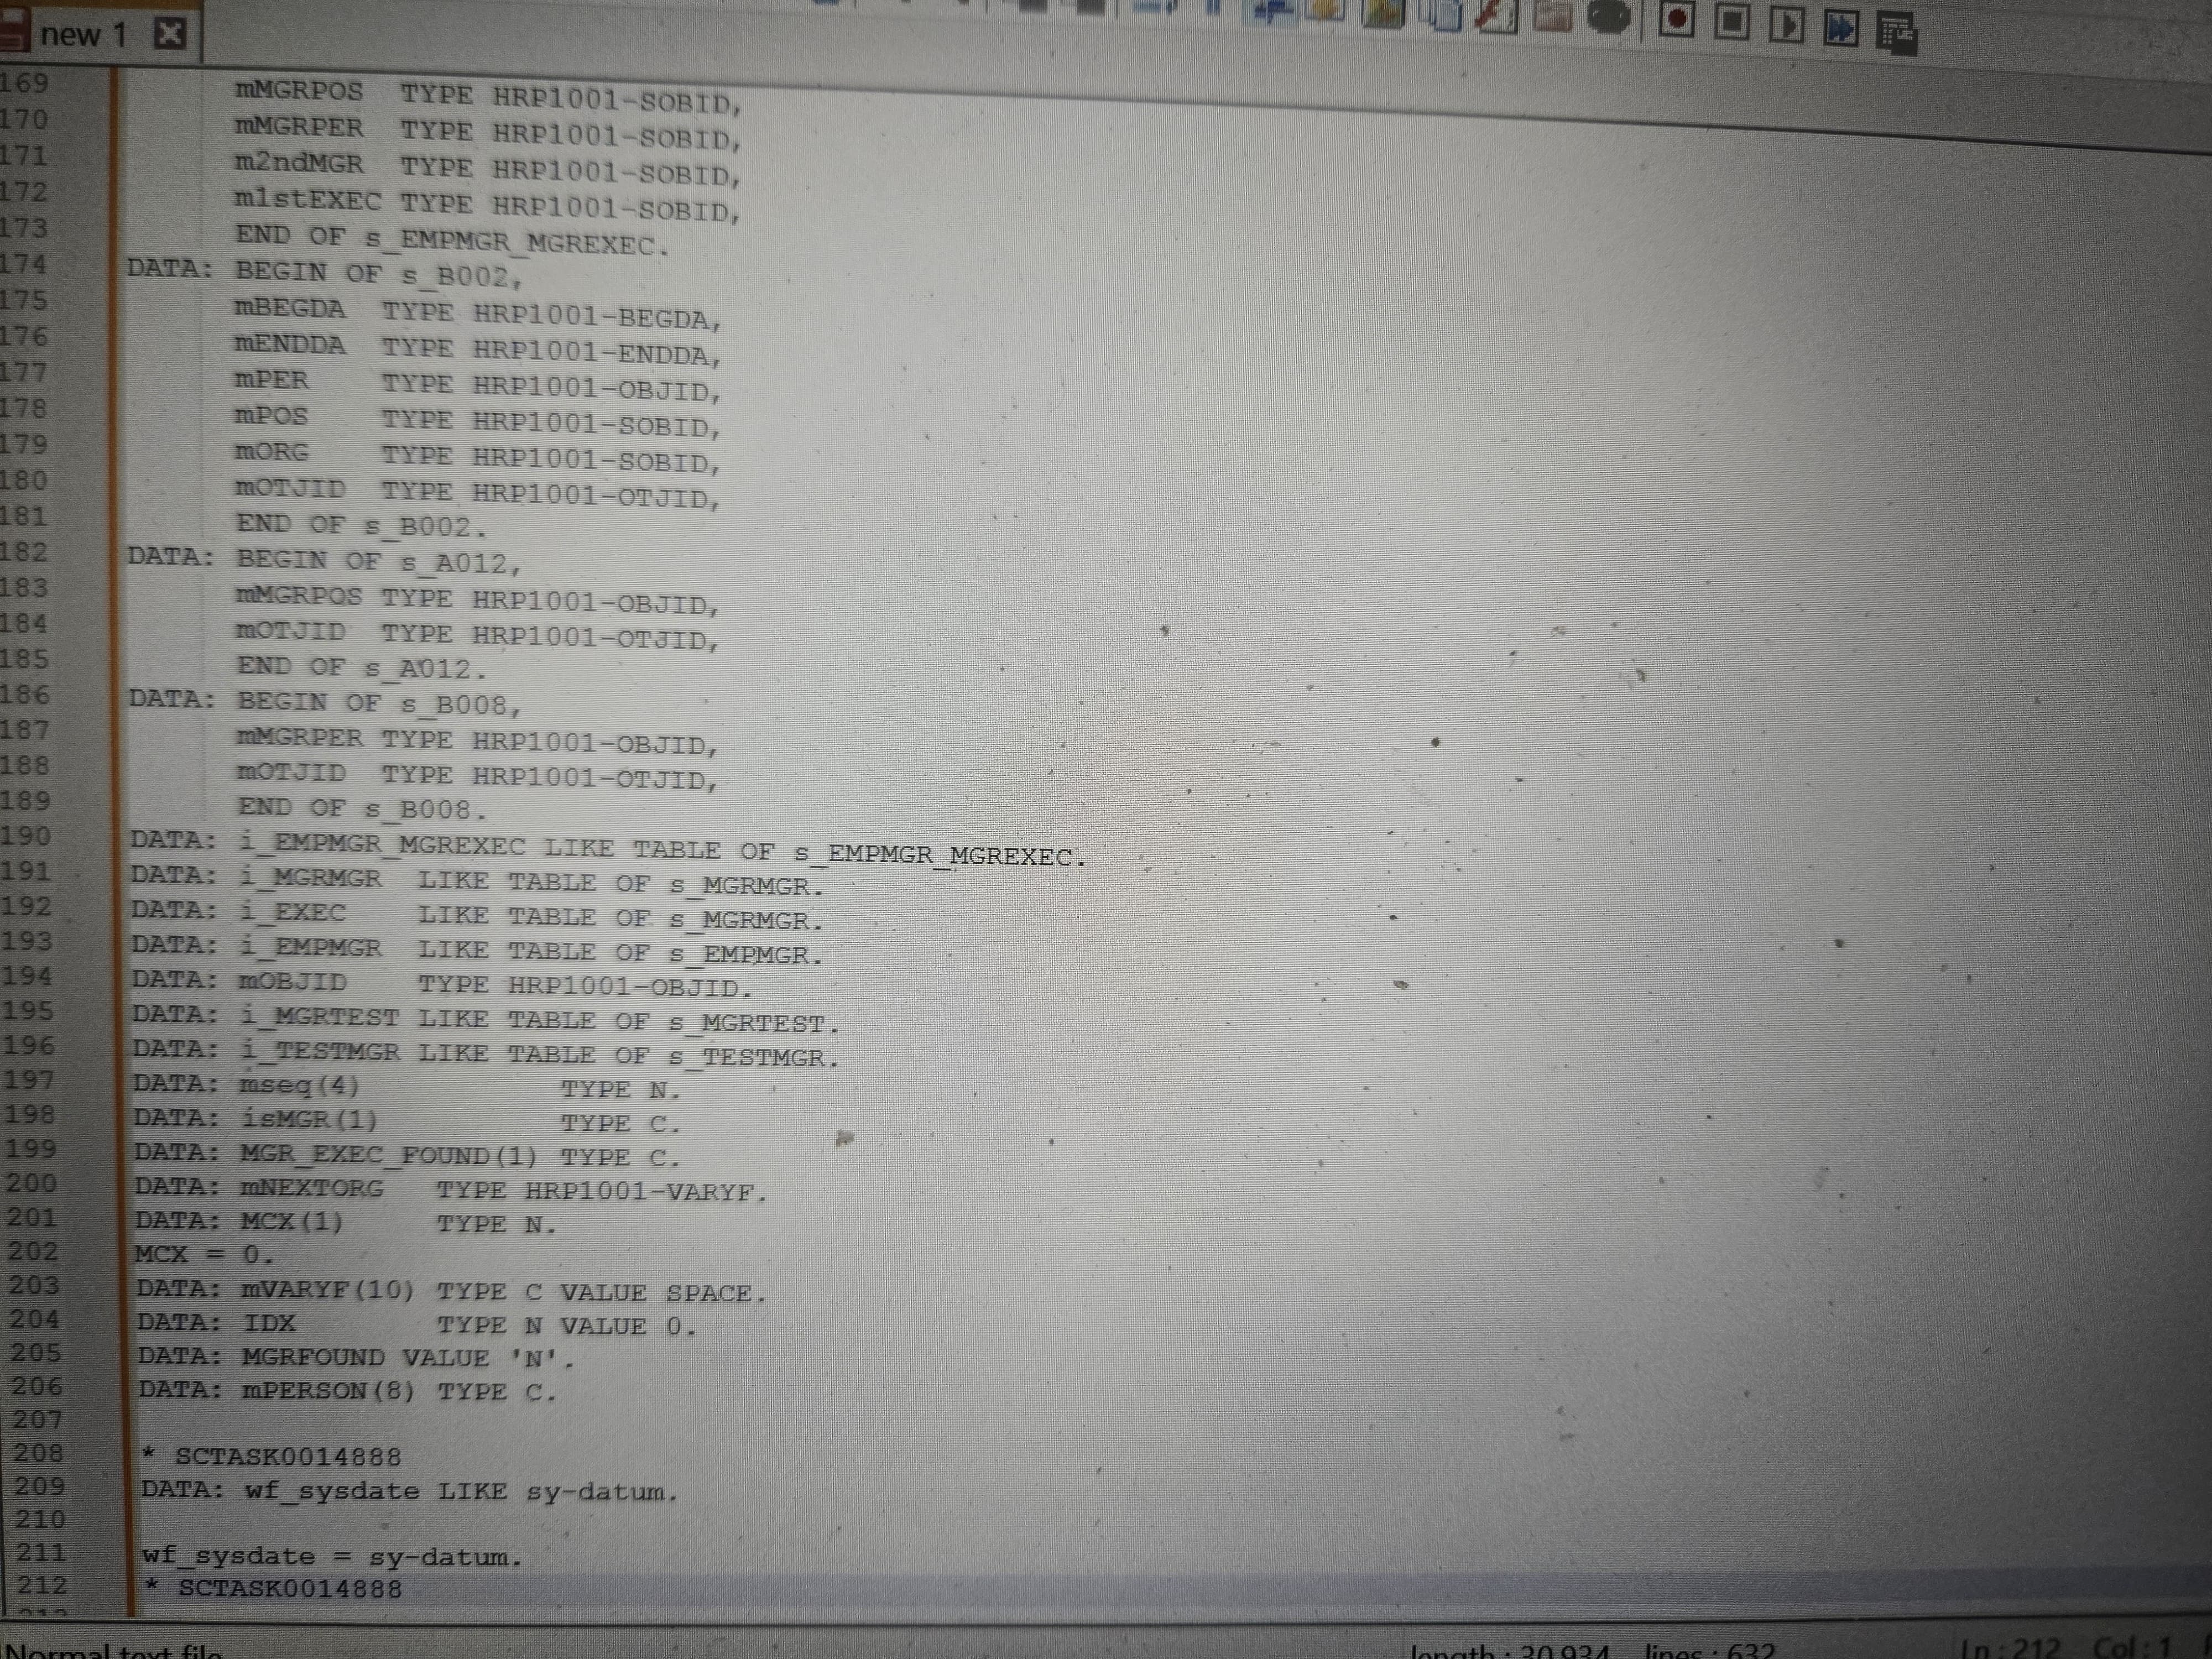 new 1
169 mMGRPOS  TYPE HRP1001-SOBID,
170 mMGRPER  TYPE HRP1001-SOBID,
171 m2ndMGR  TYPE HRP1001-SOBID,
172 m1stEXEC TYPE HRP1001-SOBID,
173 END OF s_EMPMGR_MGREXEC.
174 DATA: BEGIN OF s_B002,
175 mBEGDA  TYPE HRP1001-BEGDA,
176 mENDDA  TYPE HRP1001-ENDDA,
177 mPER    TYPE HRP1001-OBJID,
178 mPOS    TYPE HRP1001-SOBID,
179 mORG    TYPE HRP1001-SOBID,
180 mOTJID  TYPE HRP1001-OTJID,
181 END OF s_B002.
182 DATA: BEGIN OF s_A012,
183 mMGRPOS TYPE HRP1001-OBJID,
184 mOTJID  TYPE HRP1001-OTJID,
185 END OF s_A012.
186 DATA: BEGIN OF s_B008,
187 mMGRPER TYPE HRP1001-OBJID,
188 mOTJID  TYPE HRP1001-OTJID,
189 END OF s_B008.
190 DATA: i_EMPMGR_MGREXEC LIKE TABLE OF s_EMPMGR_MGREXEC.
191 DATA: i_MGRMGR  LIKE TABLE OF s_MGRMGR.
192 DATA: i_EXEC    LIKE TABLE OF s_MGRMGR.
193 DATA: i_EMPMGR  LIKE TABLE OF s_EMPMGR.
194 DATA: mOBJID    TYPE HRP1001-OBJID.
195 DATA: i_MGRTEST LIKE TABLE OF s_MGRTEST.
196 DATA: i_TESTMGR LIKE TABLE OF s_TESTMGR.
197 DATA: mseq(4)           TYPE N.
198 DATA: isMGR(1)          TYPE C.
199 DATA: MGR_EXEC_FOUND(1) TYPE C.
200 DATA: mNEXTORG   TYPE HRP1001-VARYF.
201 DATA: MCX(1)     TYPE N.
202 MCX = 0.
203 DATA: mVARYF(10) TYPE C VALUE SPACE.
204 DATA: IDX        TYPE N VALUE 0.
205 DATA: MGRFOUND VALUE 'N'.
206 DATA: mPERSON(8) TYPE C.
207
208 * SCTASK0014888
209 DATA: wf_sysdate LIKE sy-datum.
210
211 wf_sysdate = sy-datum.
212 * SCTASK0014888
Normal text file length : 30,934 lines : 632 Ln : 212 Col : 1